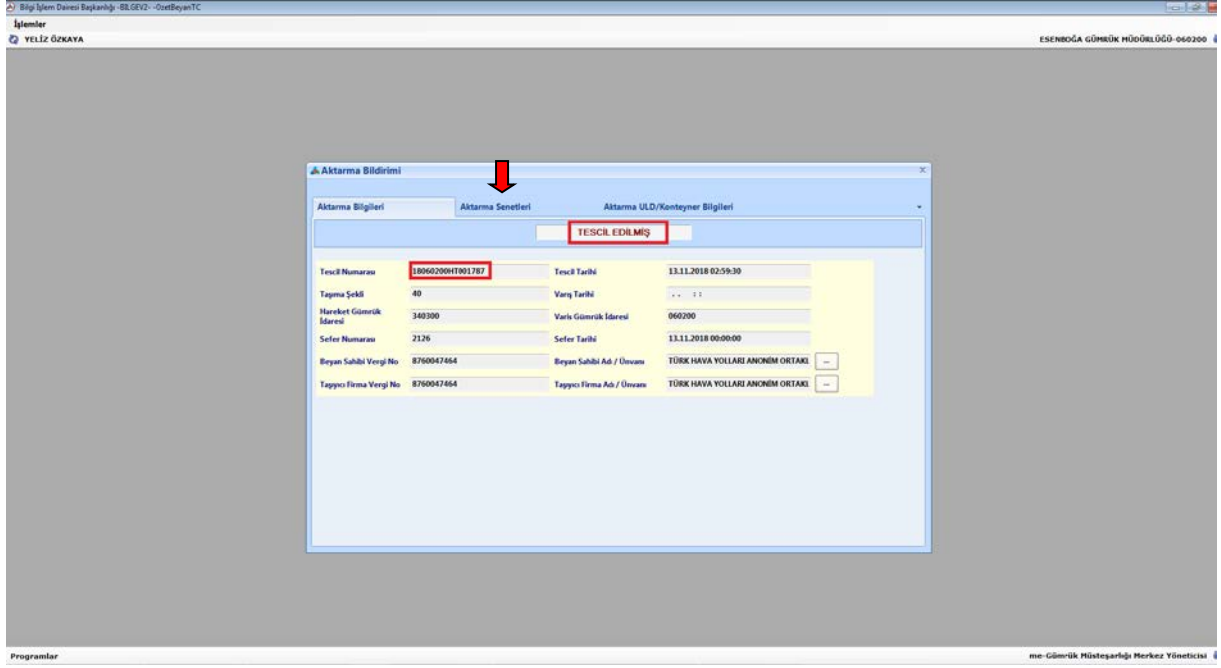 Bilgi İşlem Dairesi Başkanlığı -BİLGEV2- -OzetBeyanTC
İşlemler
YELİZ ÖZKAYA ESENBOĞA GÜMRÜK MÜDÜRLÜĞÜ-060200
Aktarma Bildirimi
Aktarma Bilgileri Aktarma Senetleri Aktarma ULD/Konteyner Bilgileri
TESCİL EDİLMİŞ
Tescil Numarası 18060200HT001787 Tescil Tarihi 13.11.2018 02:59:30
Taşıma Şekli 40 Varış Tarihi . . : :
Hareket Gümrük İdaresi 340300 Varis Gümrük İdaresi 060200
Sefer Numarası 2126 Sefer Tarihi 13.11.2018 00:00:00
Beyan Sahibi Vergi No 8760047464 Beyan Sahibi Adı / Ünvanı TÜRK HAVA YOLLARI ANONİM ORTAKL ...
Taşıyıcı Firma Vergi No 8760047464 Taşıyıcı Firma Adı / Ünvanı TÜRK HAVA YOLLARI ANONİM ORTAKL ...
Programlar me-Gümrük Müsteşarlığı Merkez Yöneticisi